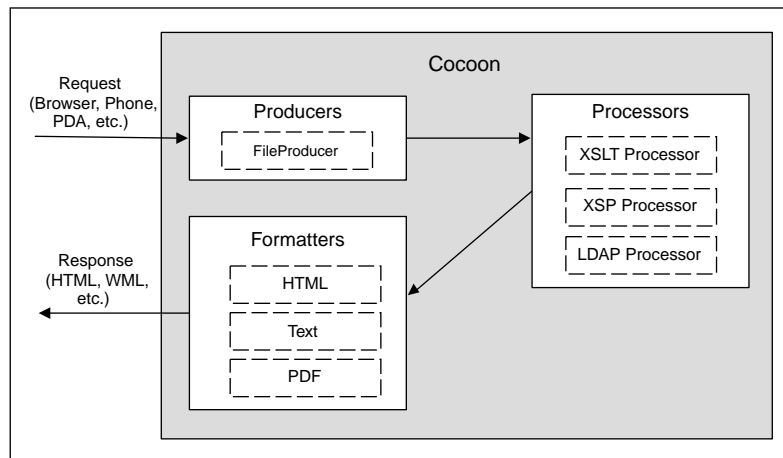 Cocoon
Request
(Browser, Phone,
PDA, etc.)
Producers
FileProducer
Processors
XSLT Processor
XSP Processor
LDAP Processor
Formatters
HTML
Text
PDF
Response
(HTML, WML,
etc.)